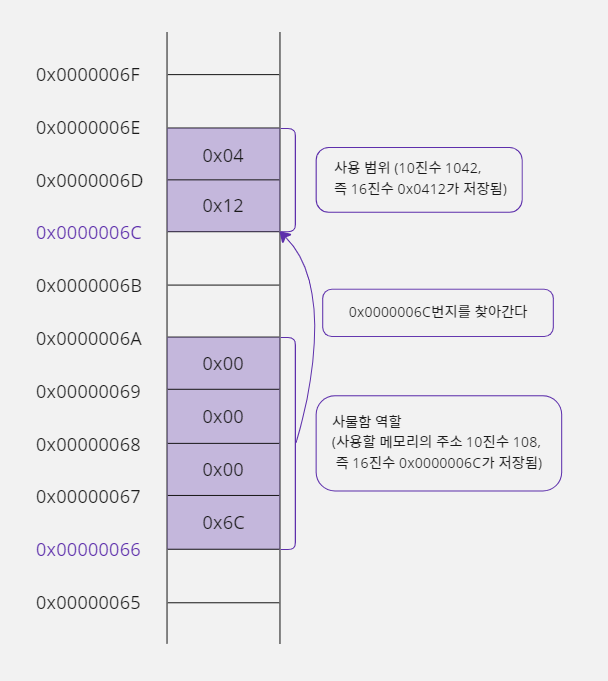 0x0000006F
0x0000006E
0x04
사용 범위 (10진수 1042,
즉 16진수 0x0412가 저장됨)
0x0000006D
0x12
0x0000006C
0x0000006B
0x0000006C번지를 찾아간다
0x0000006A
0x00
0x00000069
0x00
사물함 역할
(사용할 메모리의 주소 10진수 108,
즉 16진수 0x0000006C가 저장됨)
0x00000068
0x00
0x00000067
0x6C
0x00000066
0x00000065